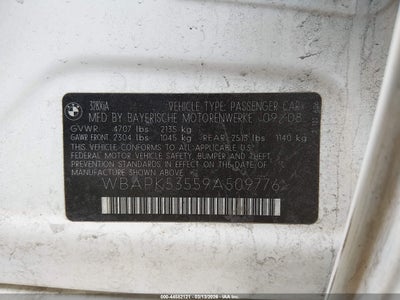 328XiA VEHICLE TYPE: PASSENGER CAR
MFD BY BAYERISCHE MOTORENWERKE 09/08
GVWR 4707 lbs 2135 kg
GAWR FRONT 2304 lbs 1045 kg REAR 2513 lbs 1140 kg
THIS VEHICLE CONFORMS TO ALL APPLICABLE U.S.
FEDERAL MOTOR VEHICLE SAFETY, BUMPER, AND THEFT
PREVENTION STANDARDS IN EFFECT ON THE DATE OF
MANUFACTURE SHOWN ABOVE.
WBAPK53559A509776
000-44552121 - 03/13/2026 - IAA Inc.